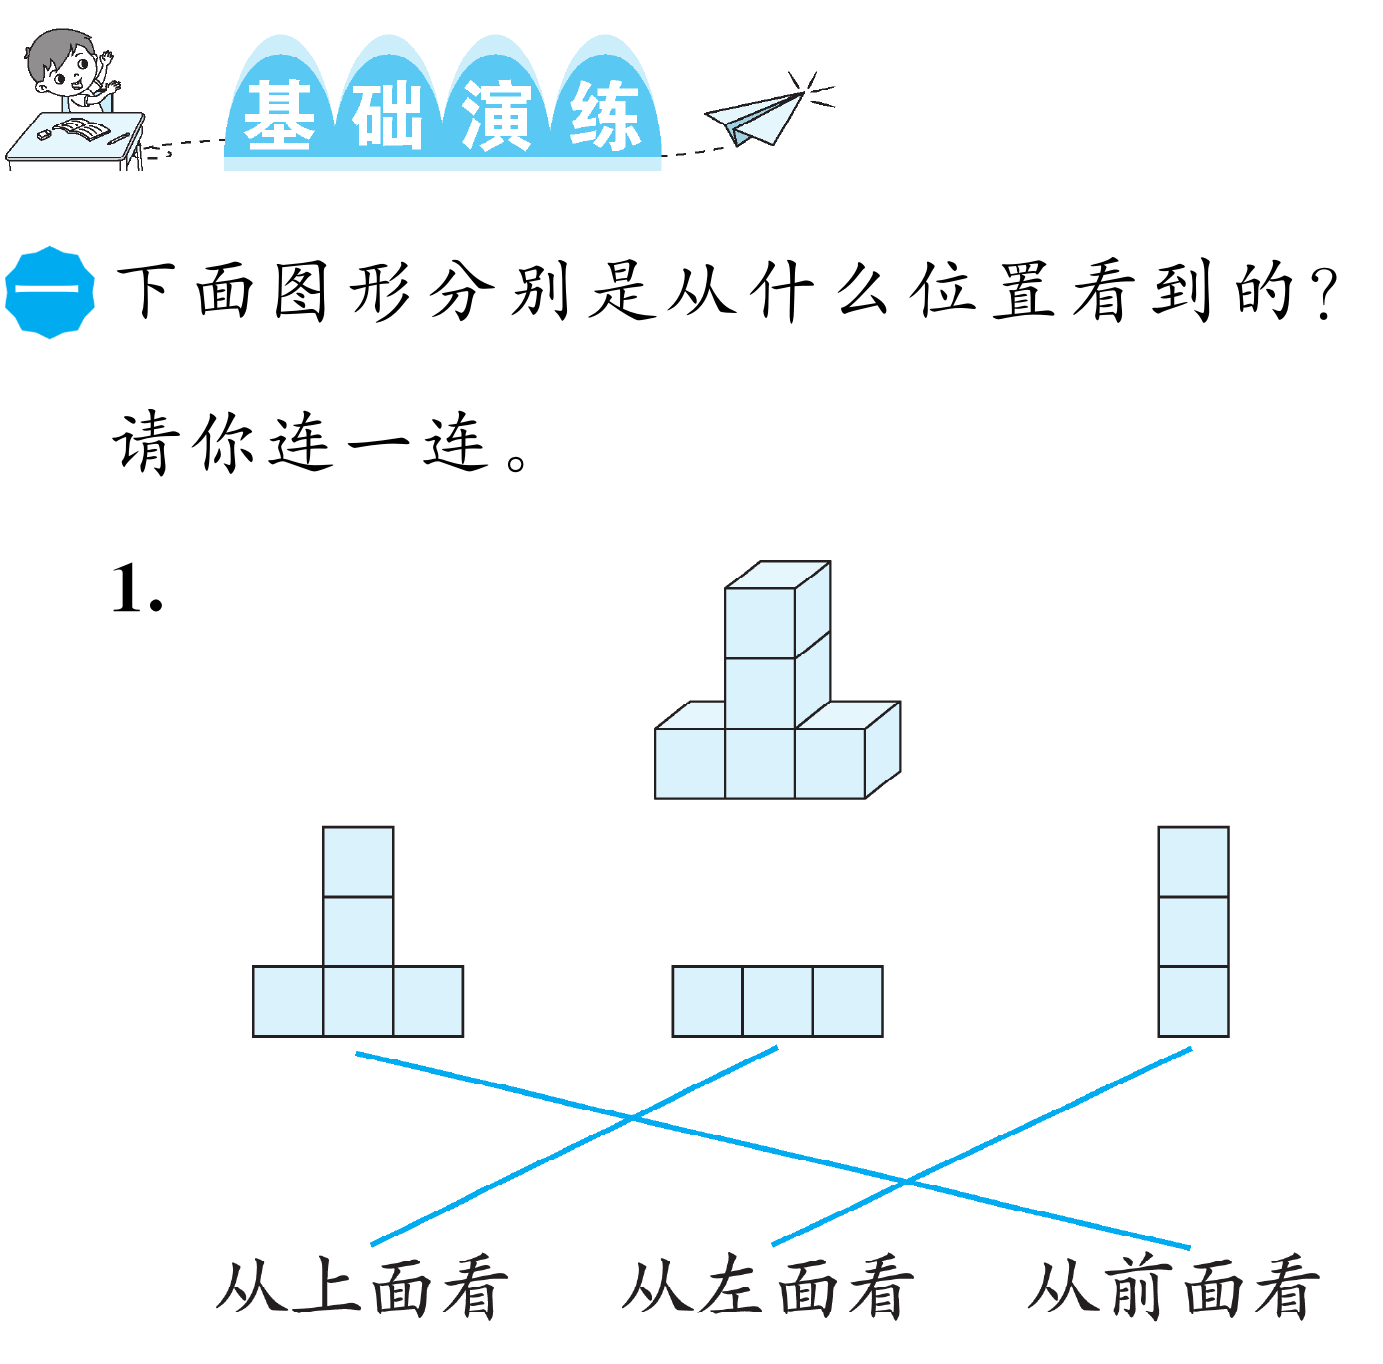 基础演练
一 下面图形分别是从什么位置看到的？
请你连一连。
1.
从上面看 从左面看 从前面看